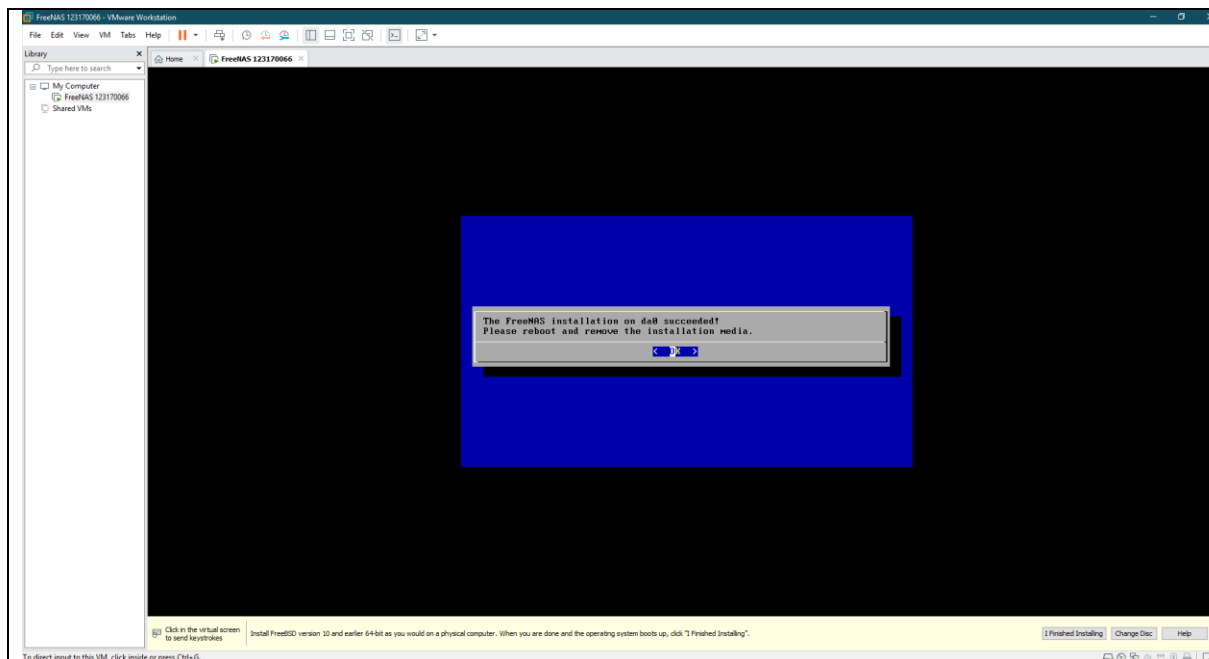 FreeNAS 123170066 - VMware Workstation
File Edit View VM Tabs Help
Library
Type here to search
My Computer
FreeNAS 123170066
Shared VMs
Home
FreeNAS 123170066
The FreeNAS installation on da0 succeeded!
Please reboot and remove the installation media.
< OK >
Click in the virtual screen
to send keystrokes
Install FreeBSD version 10 and earlier 64-bit as you would on a physical computer. When you are done and the operating system boots up, click "I Finished Installing".
I Finished Installing
Change Disc
Help
To direct input to this VM, click inside or press Ctrl+G.